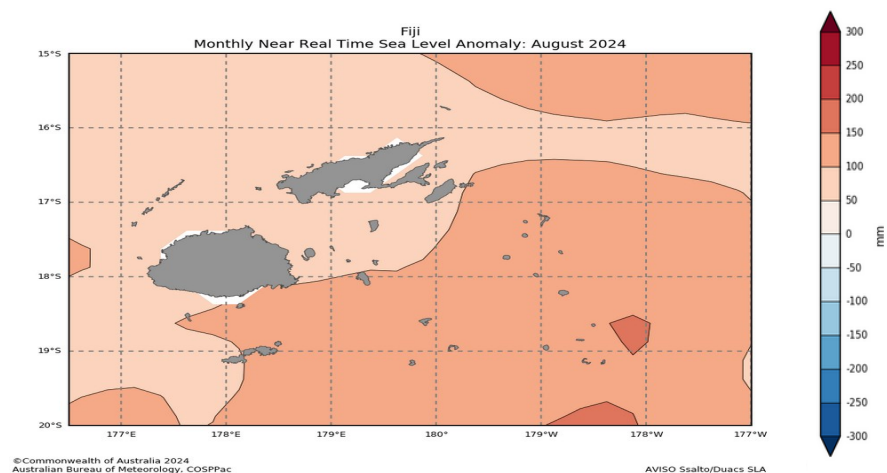 Fiji
Monthly Near Real Time Sea Level Anomaly: August 2024
15°S
16°S
17°S
18°S
19°S
20°S
177°E
178°E
179°E
180°
179°W
178°W
177°W
300
250
200
150
100
50
0
-50
-100
-150
-200
-250
-300
mm
©Commonwealth of Australia 2024
Australian Bureau of Meteorology, COSPPac
AVISO Ssalto/Duacs SLA